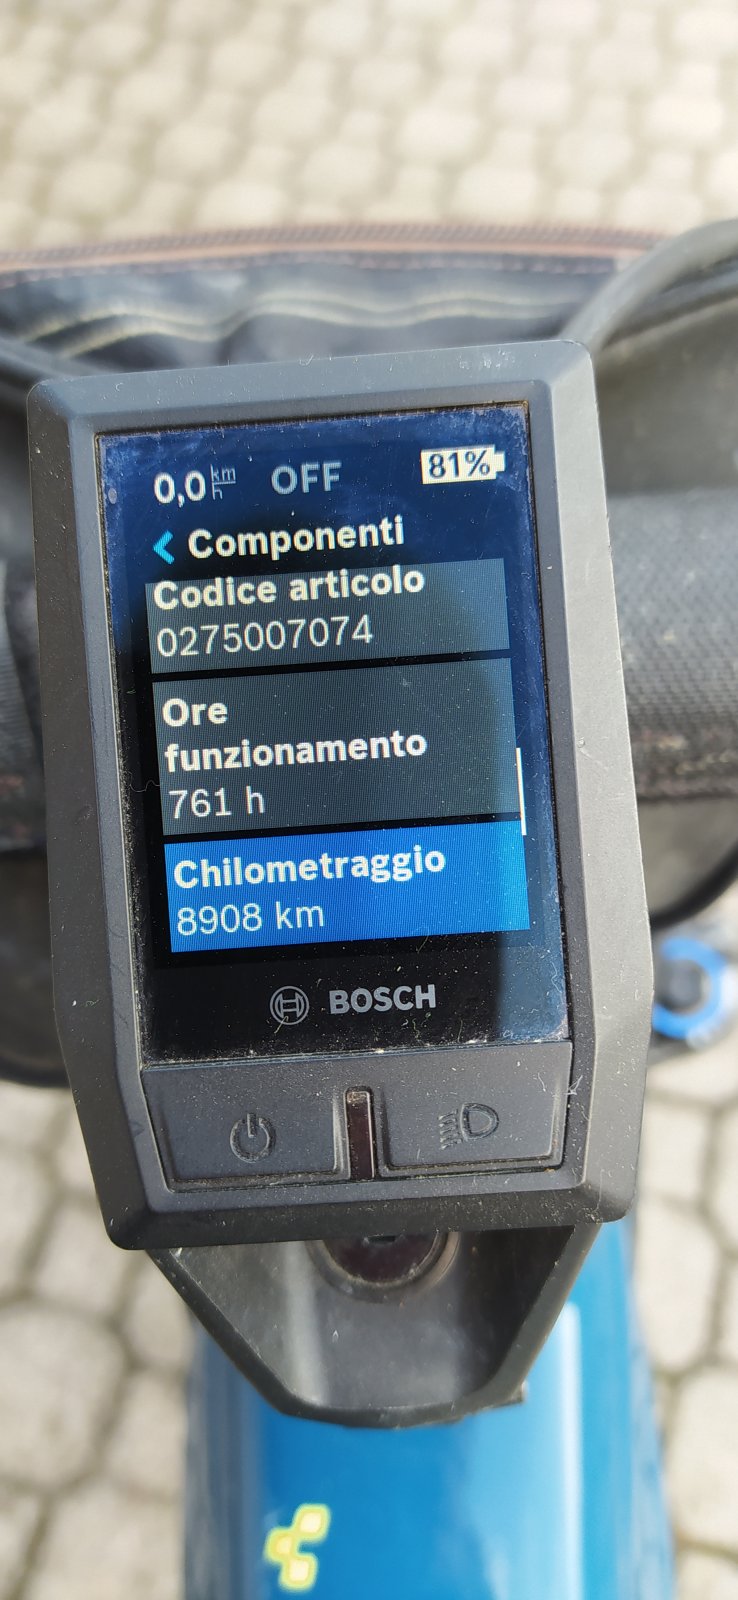 0,0 km/h OFF 81%
Componenti
Codice articolo
0275007074
Ore
funzionamento
761 h
Chilometraggio
8908 km
BOSCH